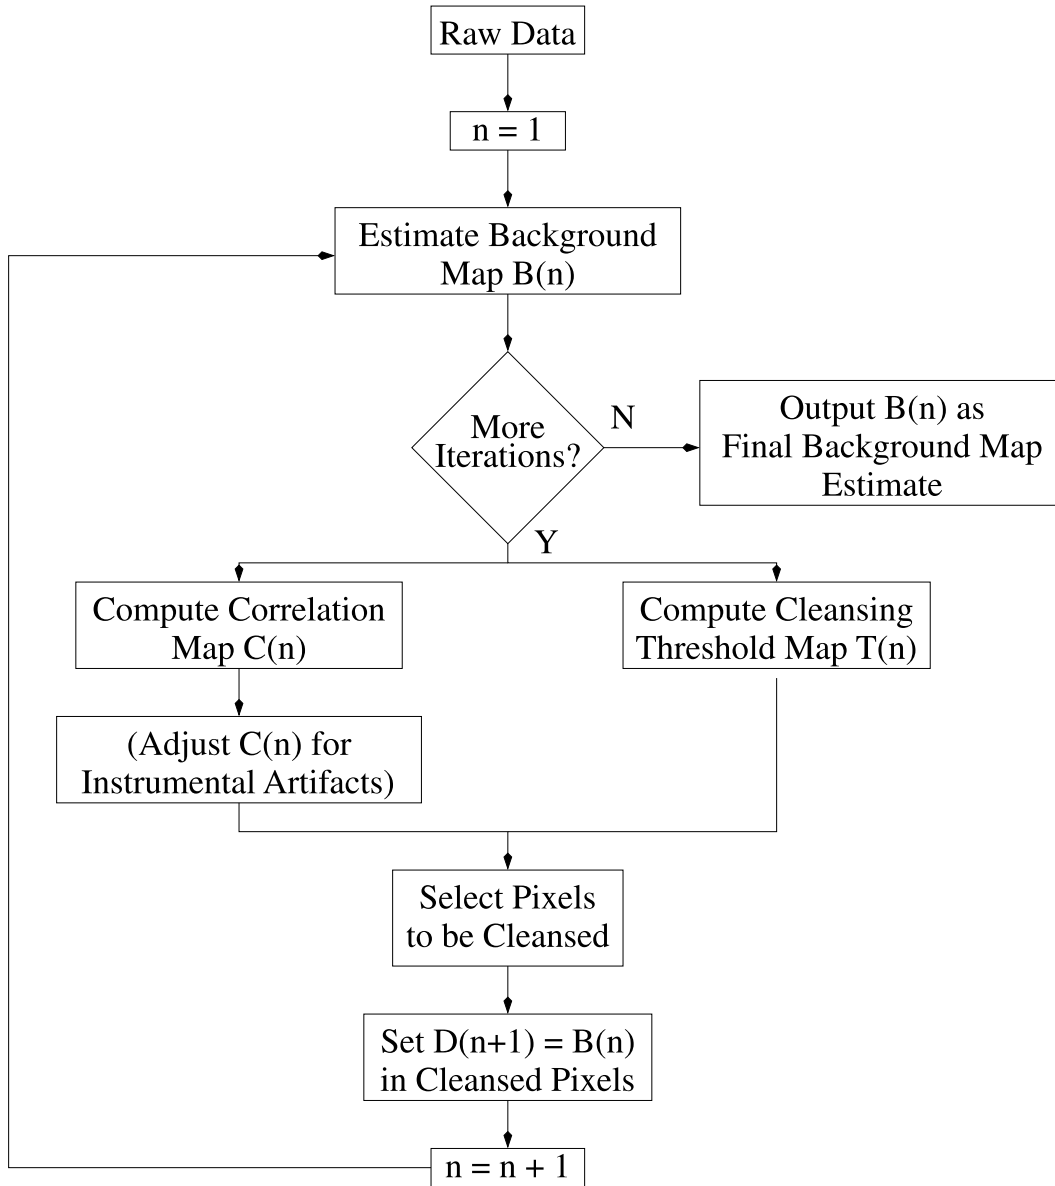 Raw Data
n = 1
Estimate Background
Map B(n)
More
Iterations?
N
Output B(n) as
Final Background Map
Estimate
Y
Compute Correlation
Map C(n)
Compute Cleansing
Threshold Map T(n)
(Adjust C(n) for
Instrumental Artifacts)
Select Pixels
to be Cleansed
Set D(n+1) = B(n)
in Cleansed Pixels
n = n + 1